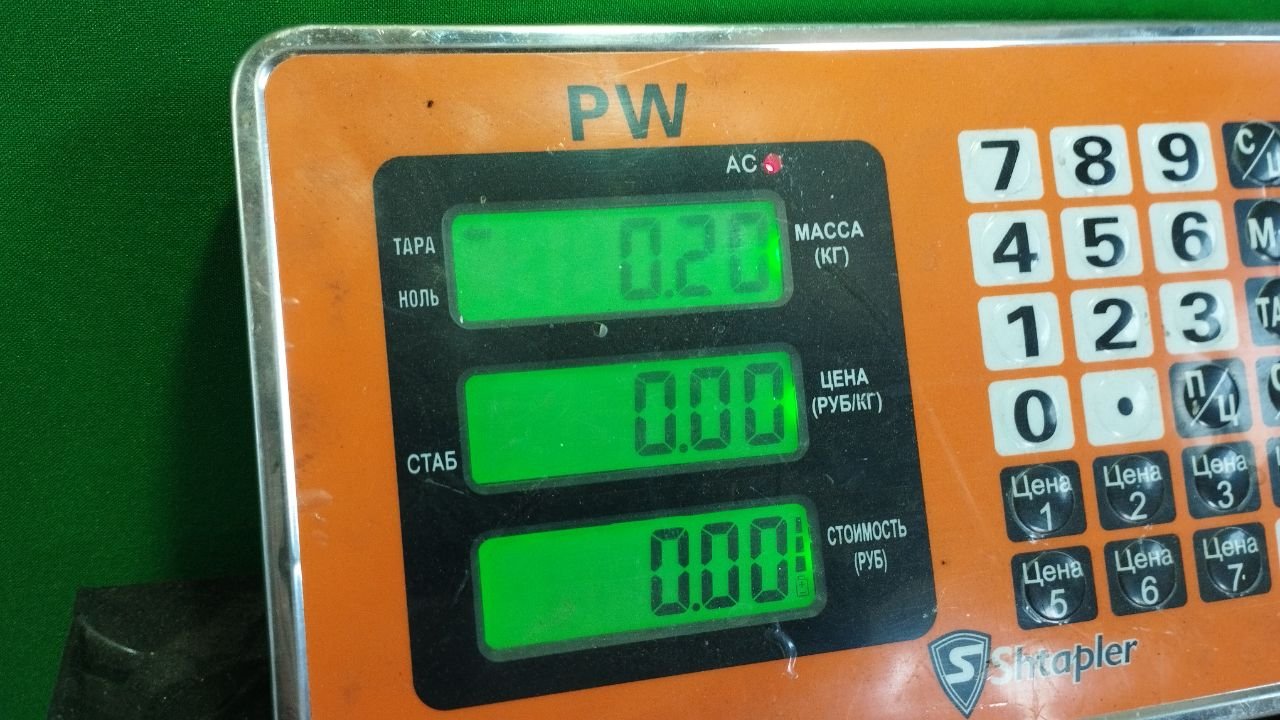 PW
AC
ТАРА
0.20
МАССА
(КГ)
НОЛЬ
0.00
ЦЕНА
(РУБ/КГ)
СТАБ
0.00
СТОИМОСТЬ
(РУБ)
7 8 9
4 5 6
1 2 3
0 . П/Ц
Цена 1 Цена 2 Цена 3
Цена 5 Цена 6 Цена 7
Shtapler